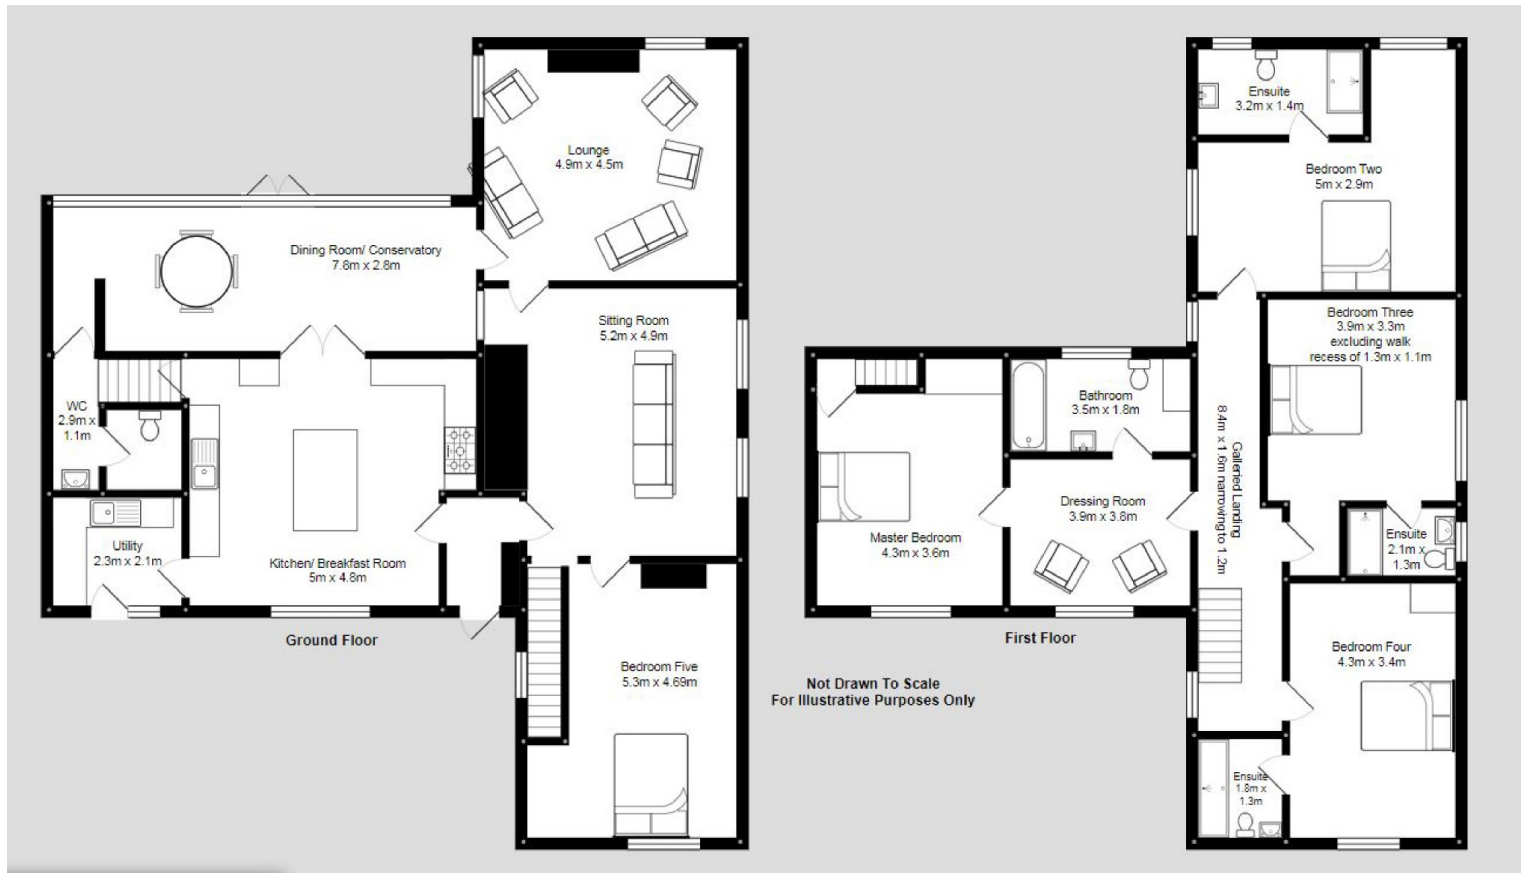 Lounge
4.9m x 4.5m
Dining Room/ Conservatory
7.8m x 2.8m
Sitting Room
5.2m x 4.9m
WC
2.9m x
1.1m
Utility
2.3m x 2.1m
Kitchen/ Breakfast Room
5m x 4.8m
Ground Floor
Bedroom Five
5.3m x 4.69m
Ensuite
3.2m x 1.4m
Bedroom Two
5m x 2.9m
Bedroom Three
3.9m x 3.3m
excluding walk
recess of 1.3m x 1.1m
Bathroom
3.5m x 1.8m
Galleried Landing
8.4m x 1.6m narrowing to 1.2m
Dressing Room
3.9m x 3.8m
Master Bedroom
4.3m x 3.6m
Ensuite
2.1m x
1.3m
First Floor
Bedroom Four
4.3m x 3.4m
Ensuite
1.8m x
1.3m
Not Drawn To Scale
For Illustrative Purposes Only